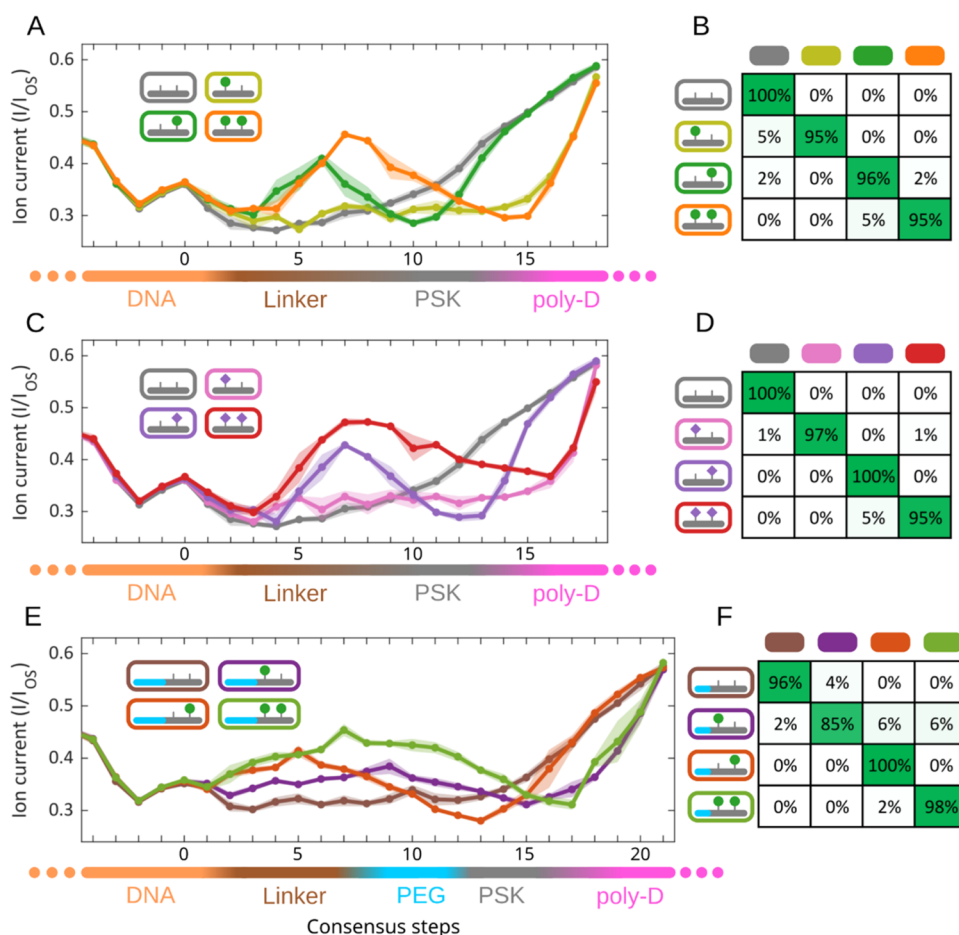 A
B
Ion current (I/I_OS)
0.6
0.5
0.4
0.3
0 5 10 15
DNA Linker PSK poly-D
100% 0% 0% 0%
5% 95% 0% 0%
2% 0% 96% 2%
0% 0% 5% 95%
C
D
Ion current (I/I_OS)
0.6
0.5
0.4
0.3
0 5 10 15
DNA Linker PSK poly-D
100% 0% 0% 0%
1% 97% 0% 1%
0% 0% 100% 0%
0% 0% 5% 95%
E
F
Ion current (I/I_OS)
0.6
0.5
0.4
0.3
0 5 10 15 20
DNA Linker PEG PSK poly-D
Consensus steps
96% 4% 0% 0%
2% 85% 6% 6%
0% 0% 100% 0%
0% 0% 2% 98%